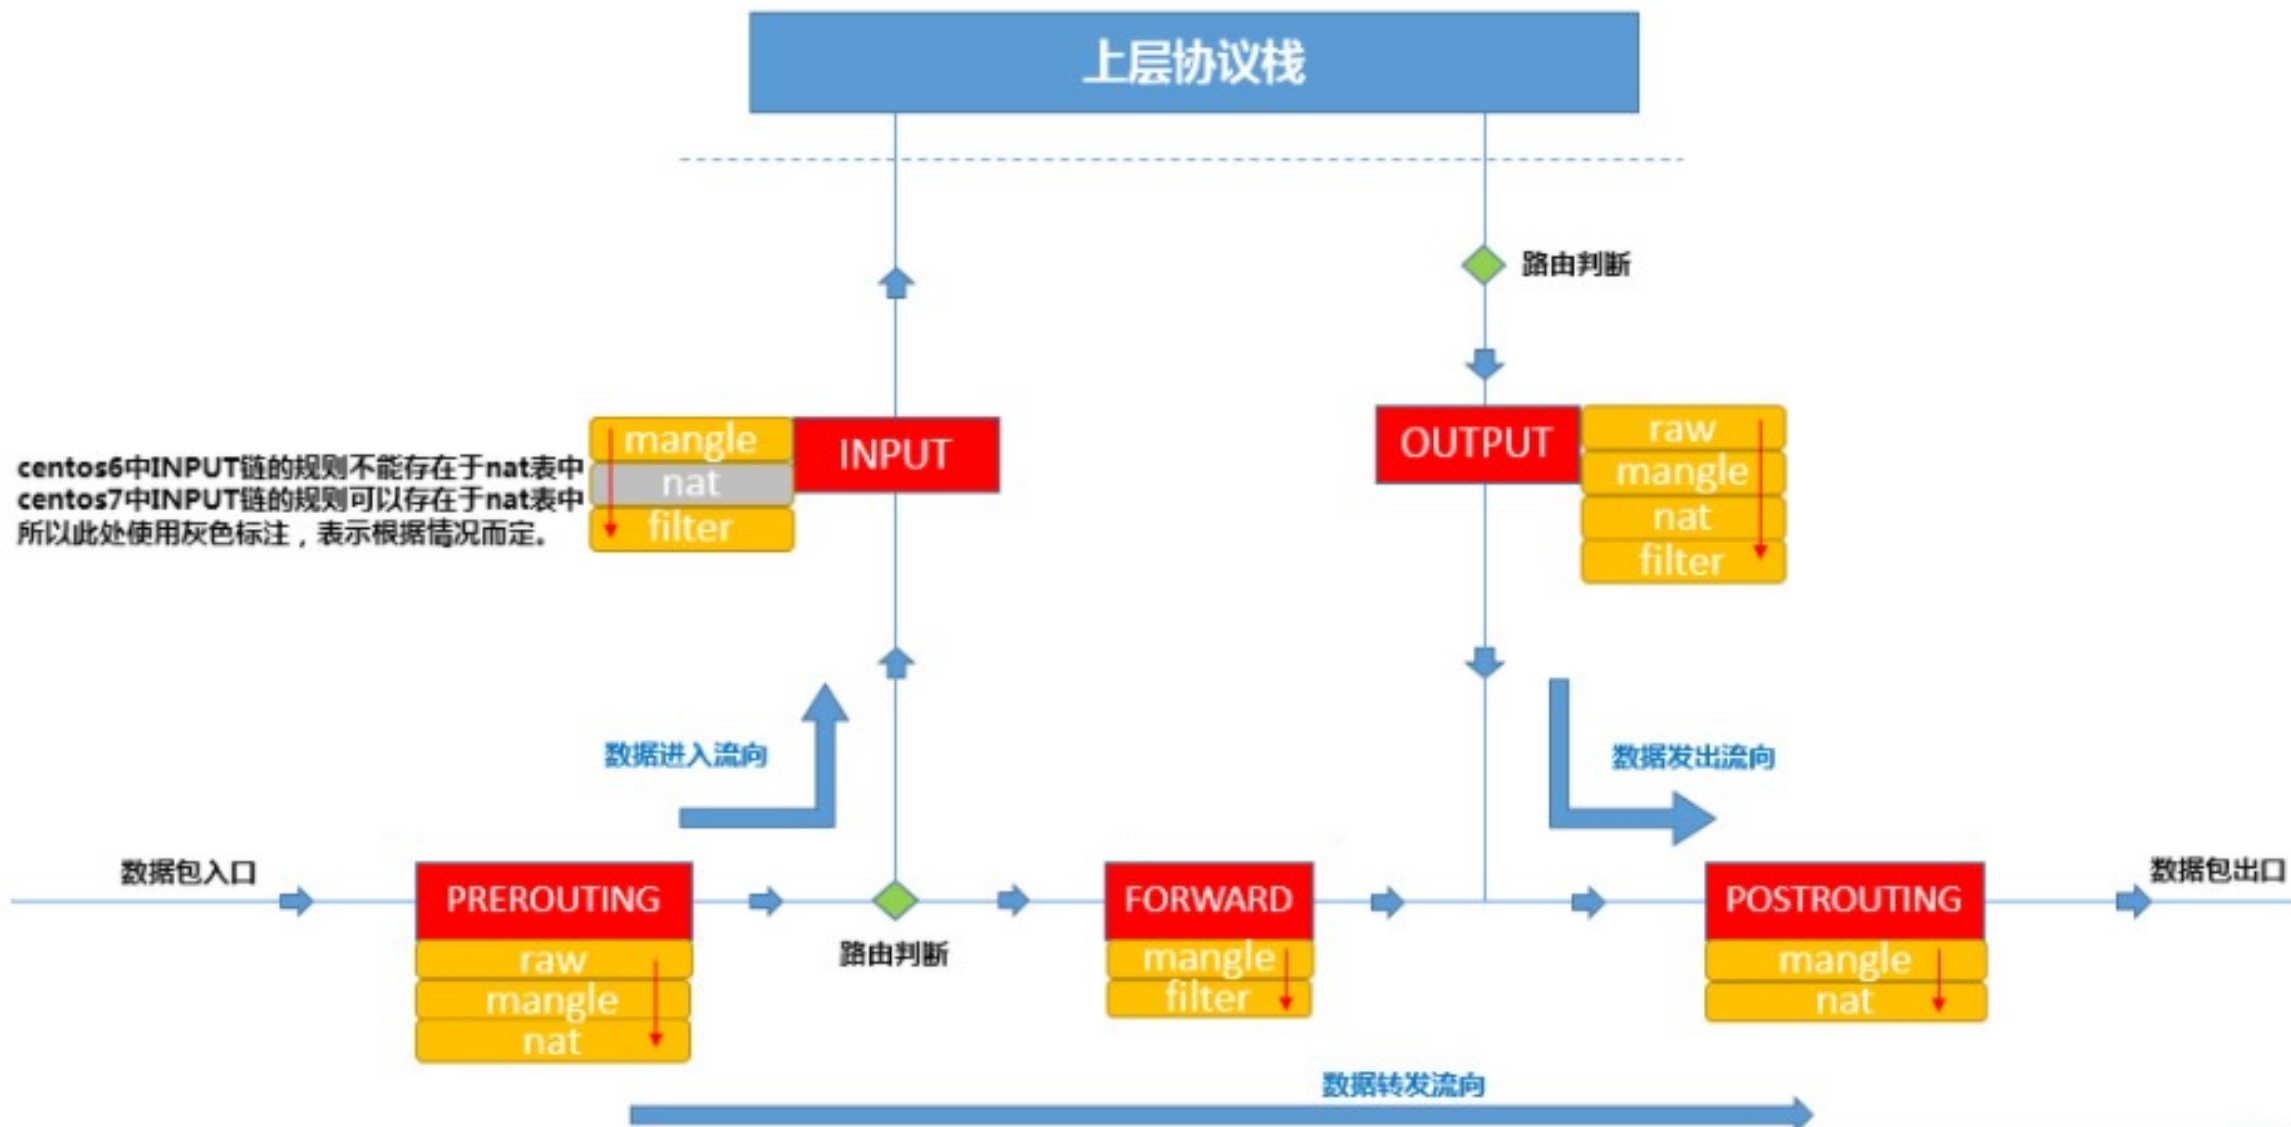 上层协议栈
路由判断
mangle
nat
filter
INPUT
OUTPUT
raw
mangle
nat
filter
centos6中INPUT链的规则不能存在于nat表中
centos7中INPUT链的规则可以存在于nat表中
所以此处使用灰色标注，表示根据情况而定。
数据进入流向
数据发出流向
数据包入口
PREROUTING
raw
mangle
nat
路由判断
FORWARD
mangle
filter
POSTROUTING
mangle
nat
数据包出口
数据转发流向